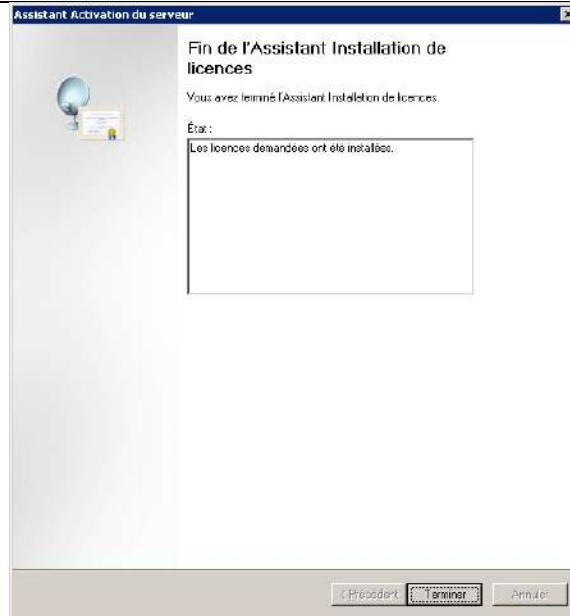 Assistant Activation du serveur
Fin de l'Assistant Installation de
licences
Vous avez terminé l'Assistant Installation de licences.
État :
Les licences demandées ont été installées.
< Précédent Terminer Annuler